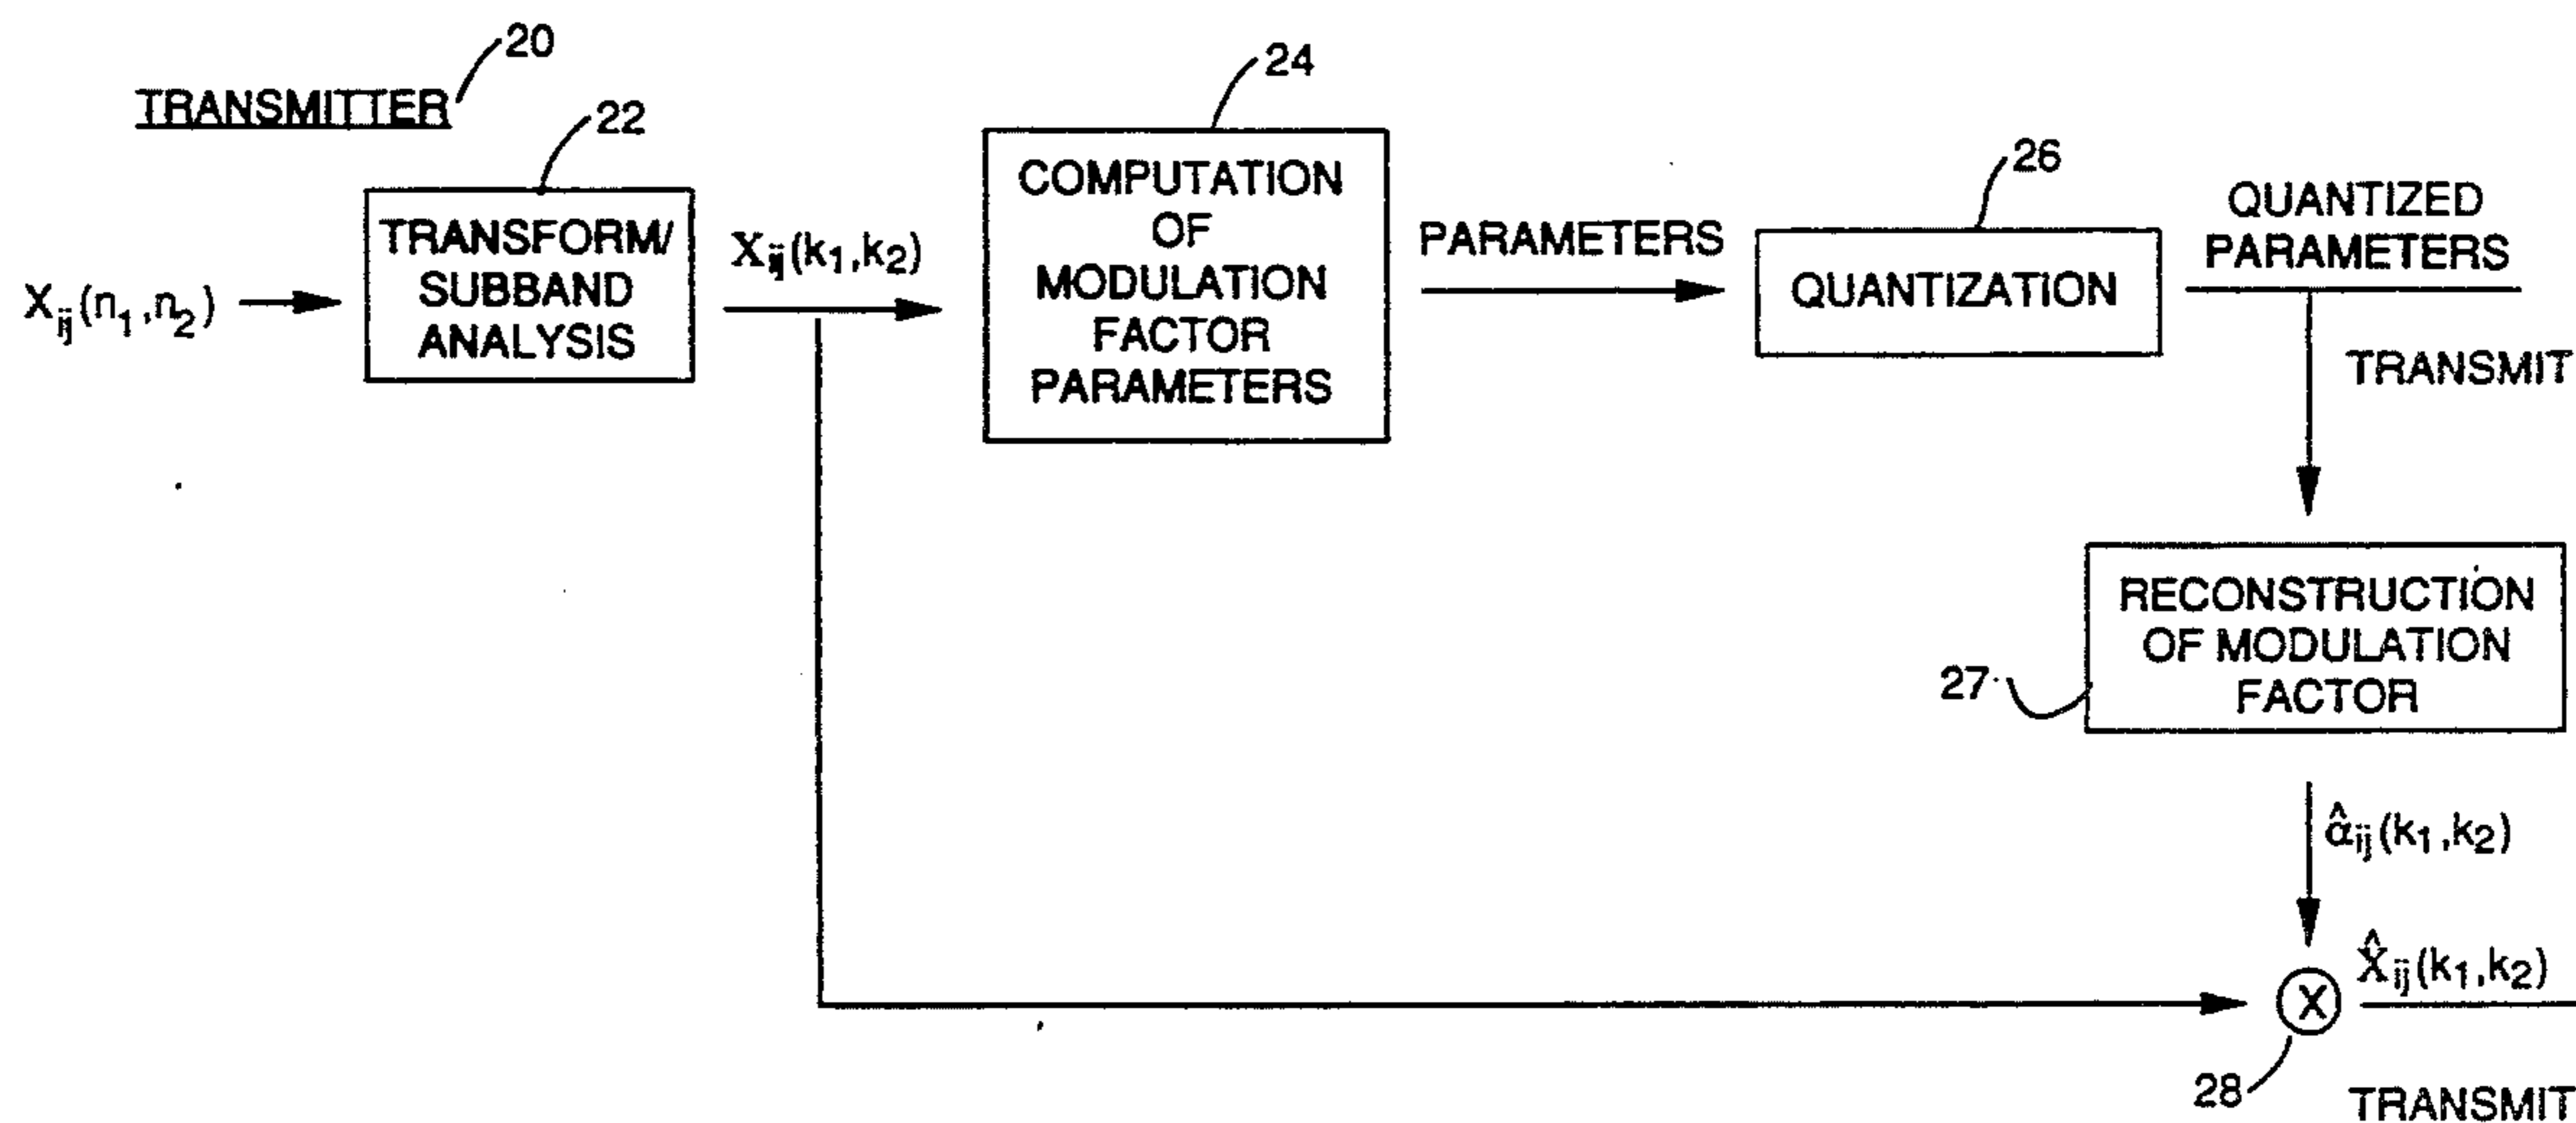 TRANSMITTER
20
22
24
26
X_ij(n_1,n_2)
TRANSFORM/
SUBBAND
ANALYSIS
X_ij(k_1,k_2)
COMPUTATION
OF
MODULATION
FACTOR
PARAMETERS
PARAMETERS
QUANTIZATION
QUANTIZED
PARAMETERS
TRANSMIT
RECONSTRUCTION
OF MODULATION
FACTOR
27
α̂_ij(k_1,k_2)
X
X̂_ij(k_1,k_2)
28
TRANSMIT